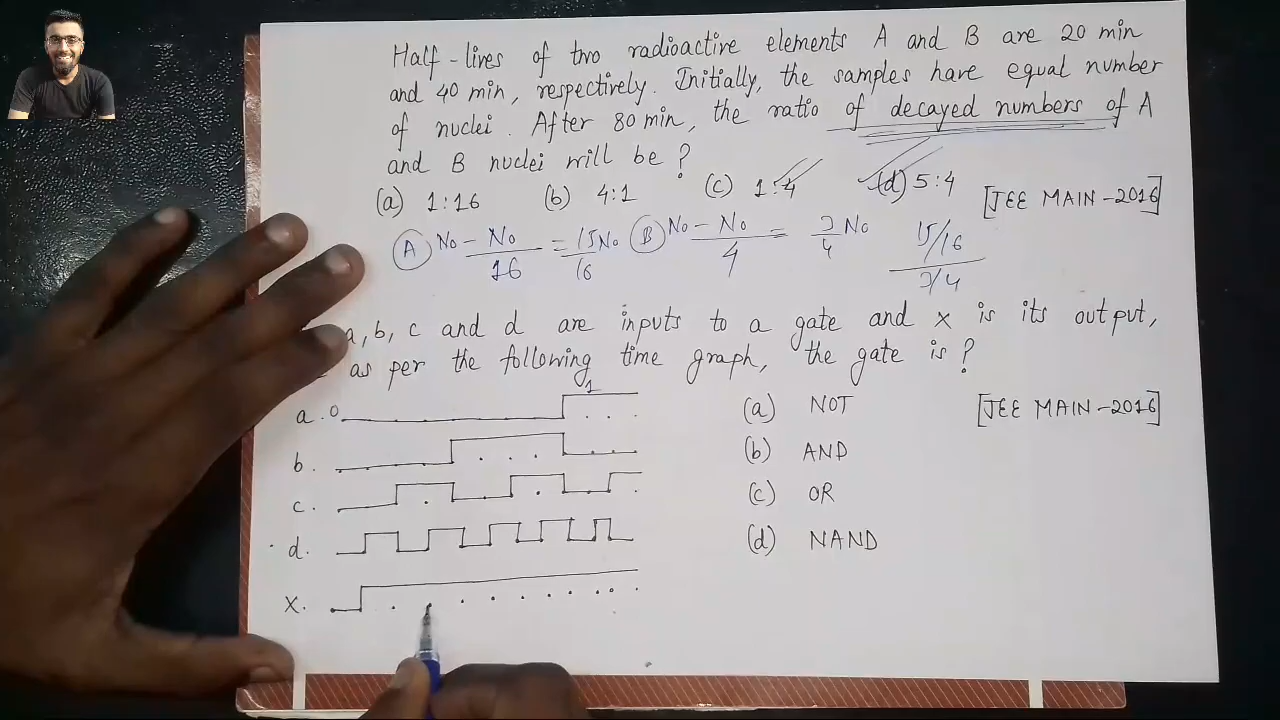 Half-lives of two radioactive elements A and B are 20 min
and 40 min, respectively. Initially, the samples have equal number
of nuclei. After 80 min, the ratio of decayed numbers of A
and B nuclei will be?
(a) 1:16 (b) 4:1 (c) 1:4 (d) 5:4 [JEE MAIN-2016]
(A) No - No/16 = 15No/16 (B) No - No/4 = 3/4 No 15/16 / 3/4
a, b, c and d are inputs to a gate and x is its output,
as per the following time graph, the gate is?
a. 0 1 (a) NOT [JEE MAIN-2016]
b. (b) AND
c. (c) OR
d. (d) NAND
X.